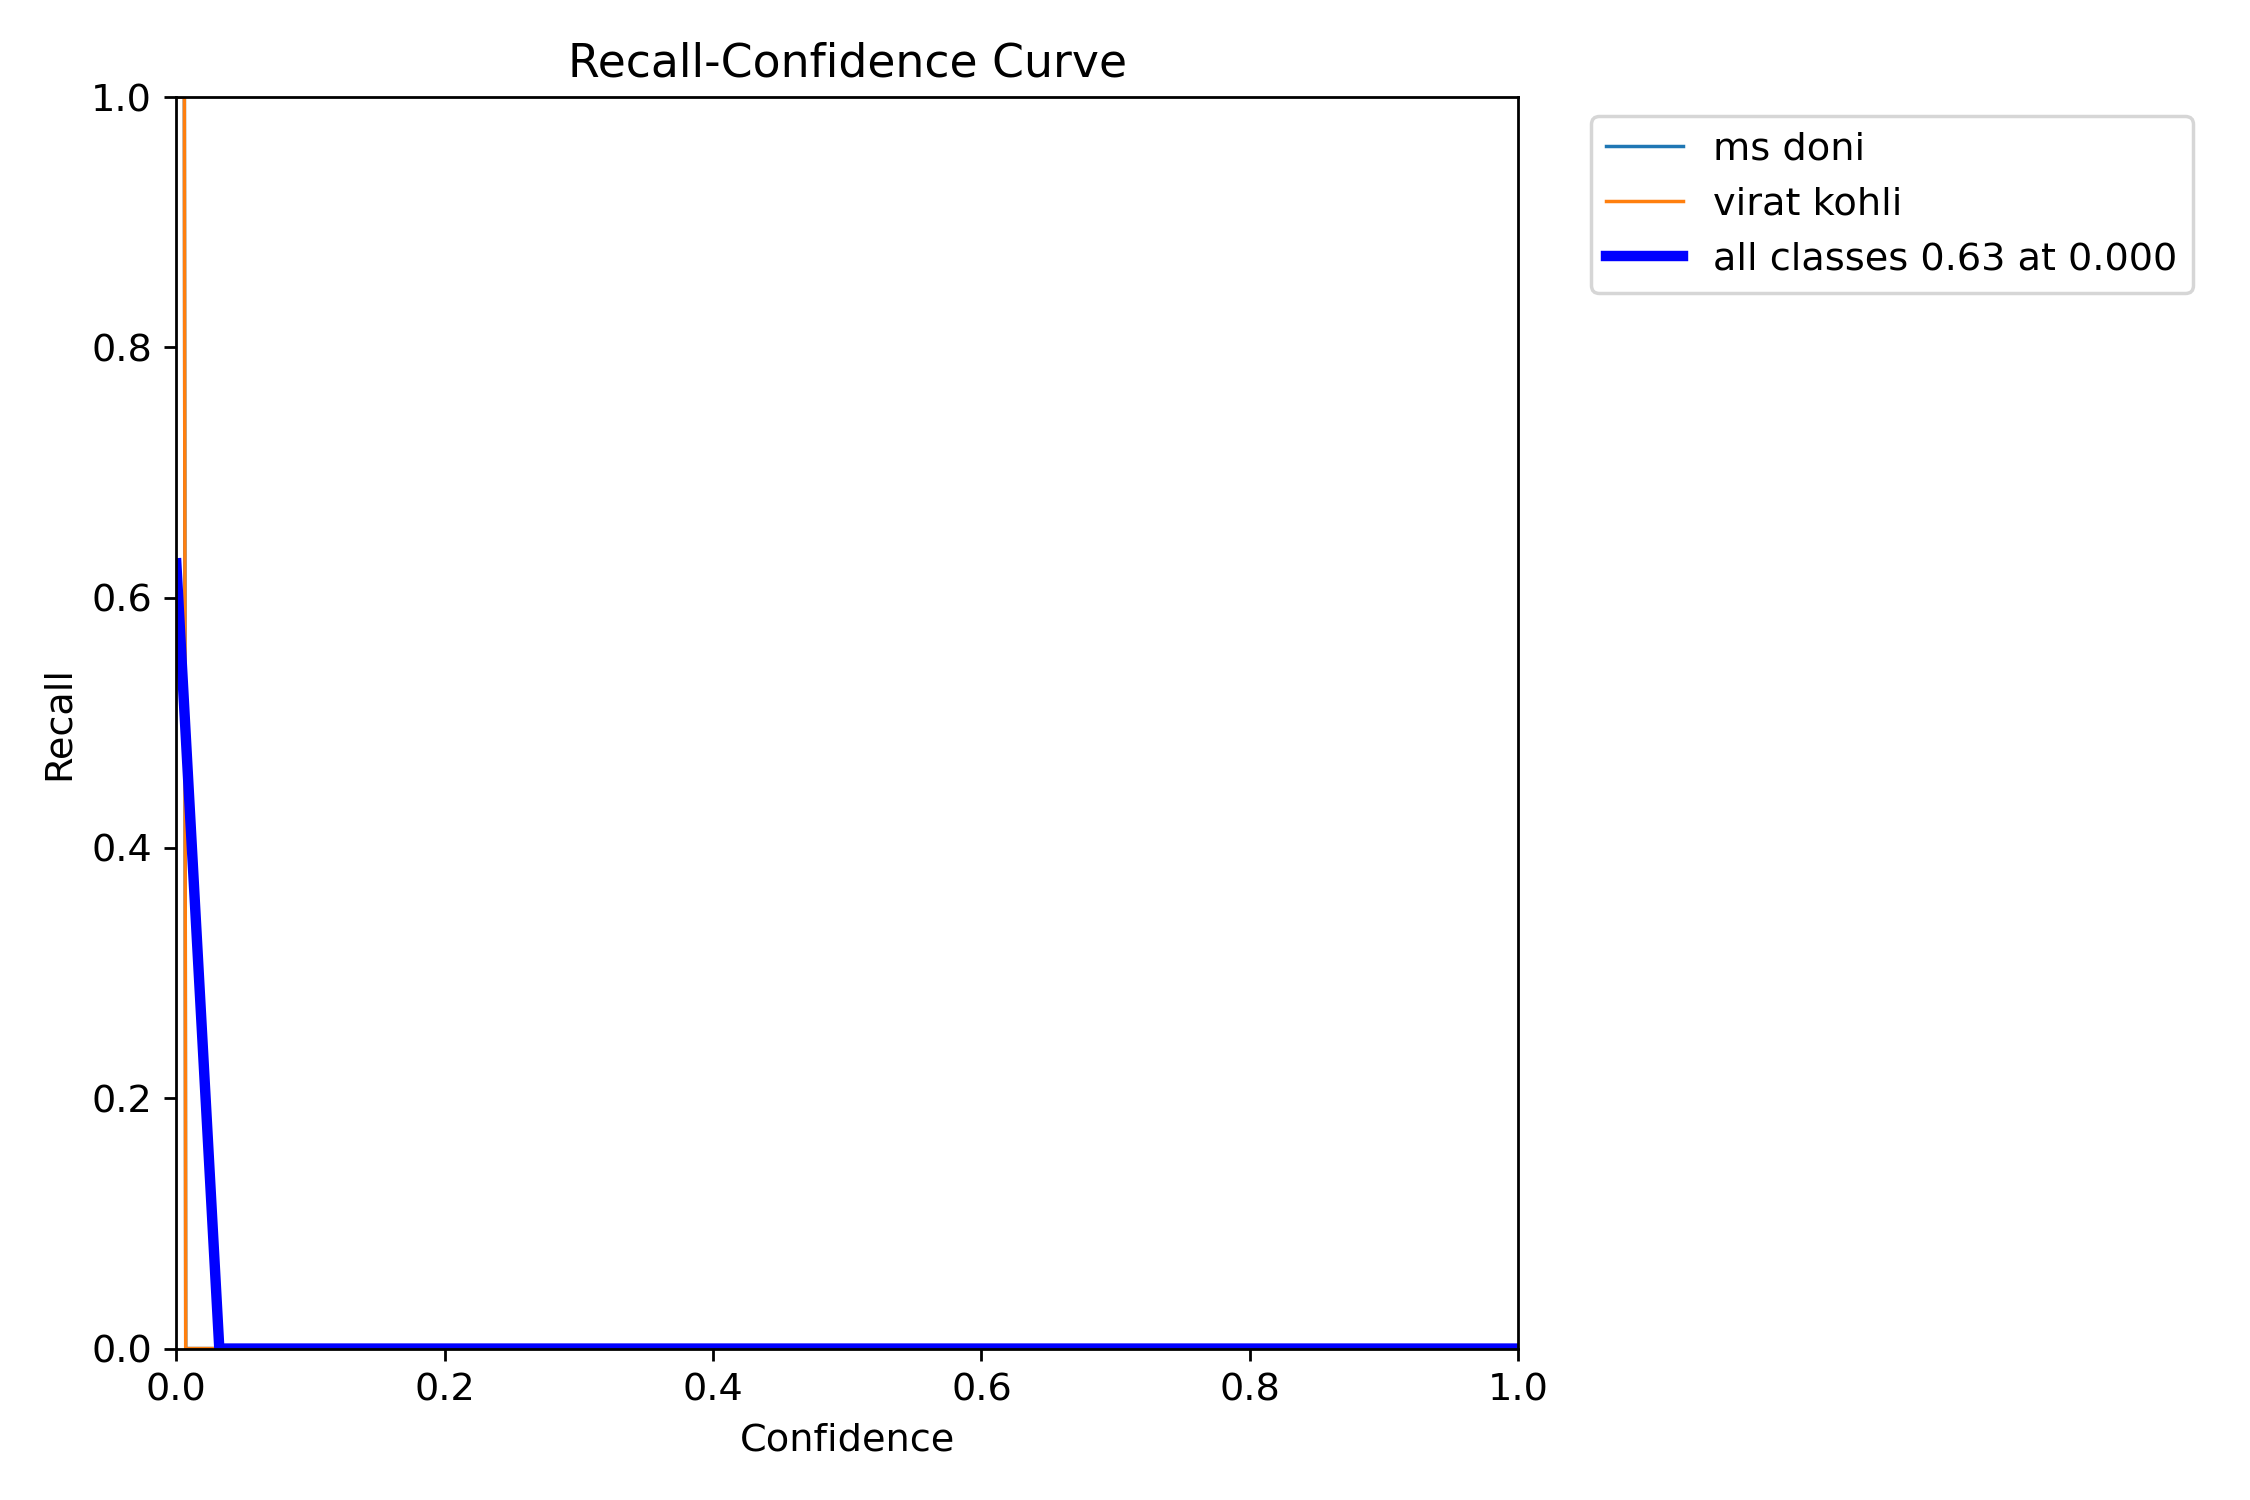 Recall-Confidence Curve
1.0
0.8
0.6
0.4
0.2
0.0
Recall
0.0 0.2 0.4 0.6 0.8 1.0
Confidence
ms doni
virat kohli
all classes 0.63 at 0.000